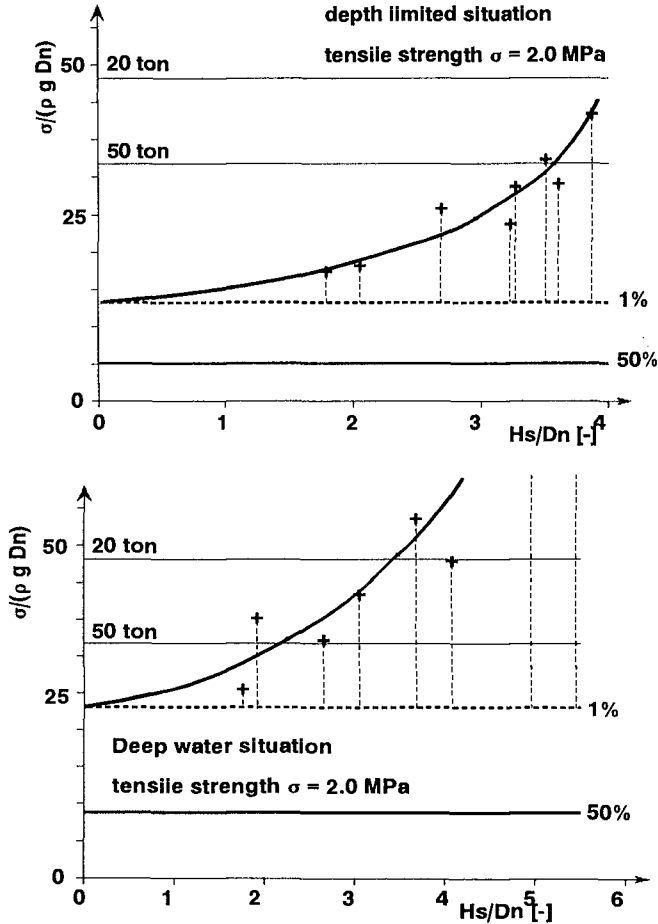 depth limited situation
tensile strength σ = 2.0 MPa
σ/(ρ g Dn)
50
20 ton
50 ton
25
1%
50%
0
0 1 2 3 4
Hs/Dn [-]
σ/(ρ g Dn)
50
20 ton
50 ton
25
1%
Deep water situation
tensile strength σ = 2.0 MPa
50%
0
0 1 2 3 4 5 6
Hs/Dn [-]